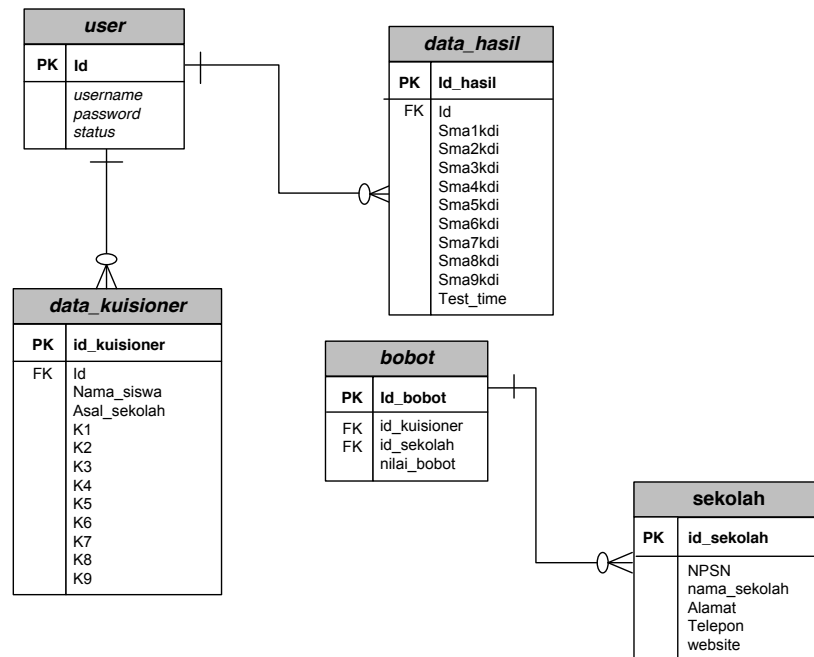 user
PK Id
username
password
status
data_hasil
PK Id_hasil
FK Id
Sma1kdi
Sma2kdi
Sma3kdi
Sma4kdi
Sma5kdi
Sma6kdi
Sma7kdi
Sma8kdi
Sma9kdi
Test_time
data_kuisioner
PK id_kuisioner
FK Id
Nama_siswa
Asal_sekolah
K1
K2
K3
K4
K5
K6
K7
K8
K9
bobot
PK Id_bobot
FK id_kuisioner
FK id_sekolah
nilai_bobot
sekolah
PK id_sekolah
NPSN
nama_sekolah
Alamat
Telepon
website